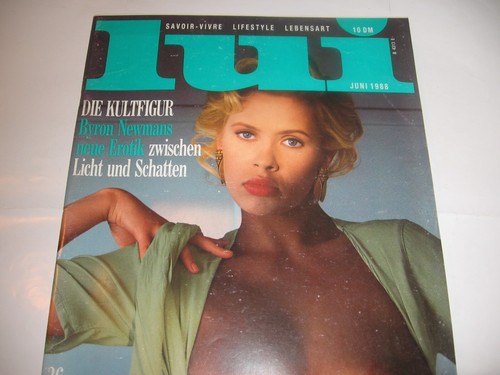 SAVOIR-VIVRE LIFESTYLE LEBENSART
10 DM
lui
JUNI 1988
DIE KULTFIGUR
Byron Newmans
neue Erotik zwischen
Licht und Schatten